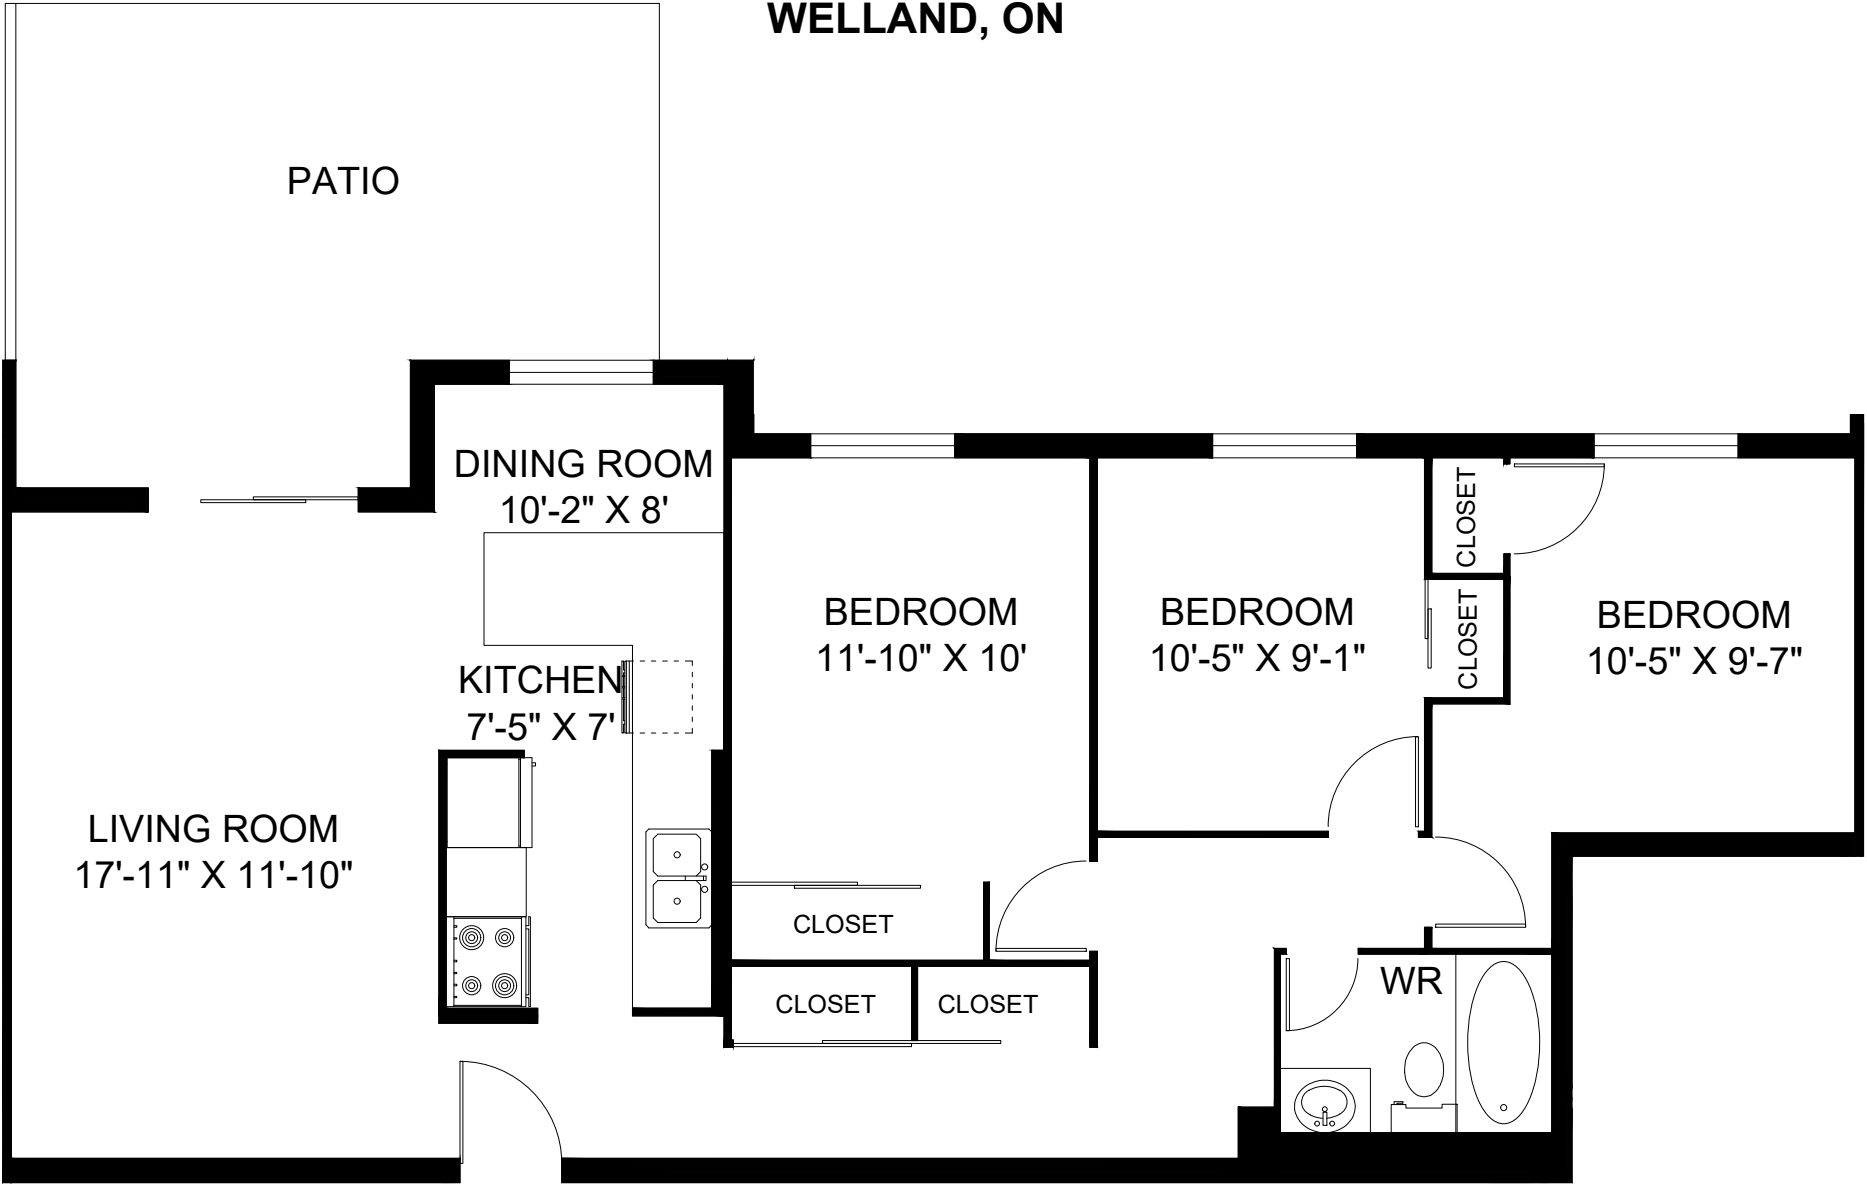 WELLAND, ON
PATIO
DINING ROOM
10'-2" X 8'
KITCHEN
7'-5" X 7'
LIVING ROOM
17'-11" X 11'-10"
BEDROOM
11'-10" X 10'
CLOSET
CLOSET
CLOSET
BEDROOM
10'-5" X 9'-1"
CLOSET
CLOSET
BEDROOM
10'-5" X 9'-7"
WR